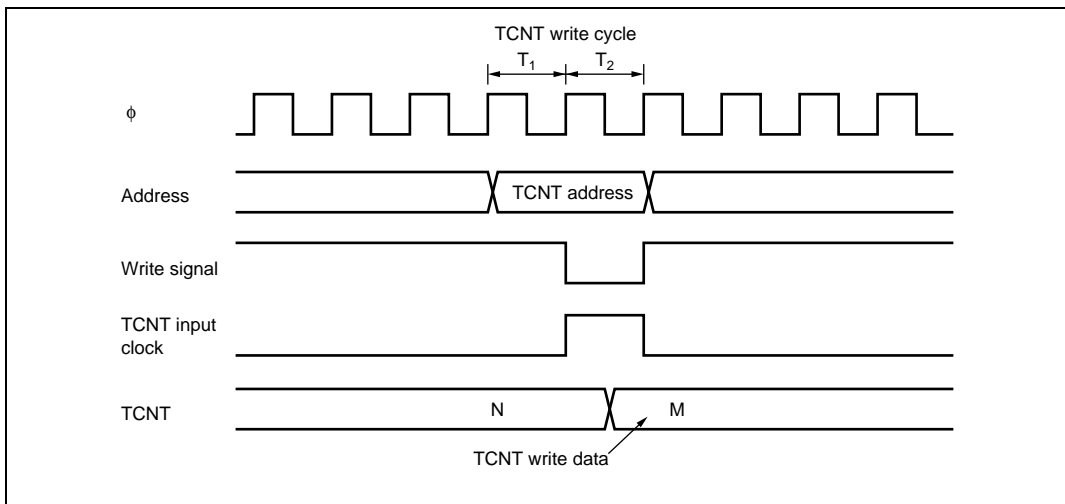 TCNT write cycle
T₁ T₂
ϕ
Address
TCNT address
Write signal
TCNT input
clock
TCNT
N
M
TCNT write data